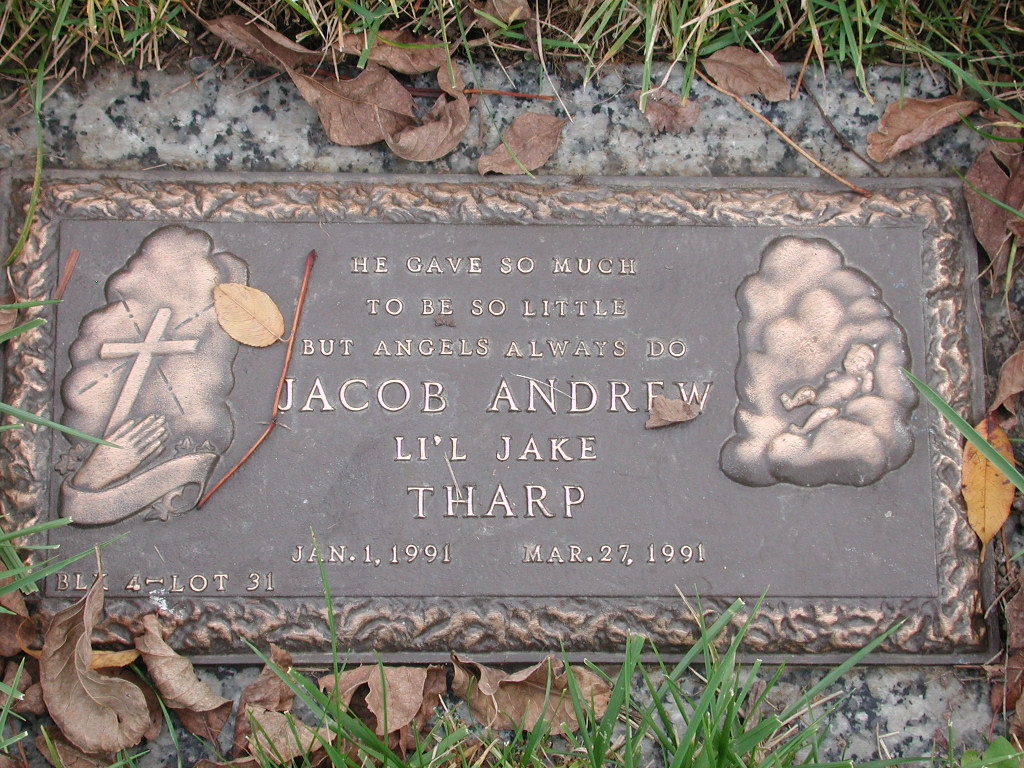 HE GAVE SO MUCH
TO BE SO LITTLE
BUT ANGELS ALWAYS DO
JACOB ANDREW
LI'L JAKE
THARP
JAN. 1, 1991 MAR. 27, 1991
BLK 4-LOT 31